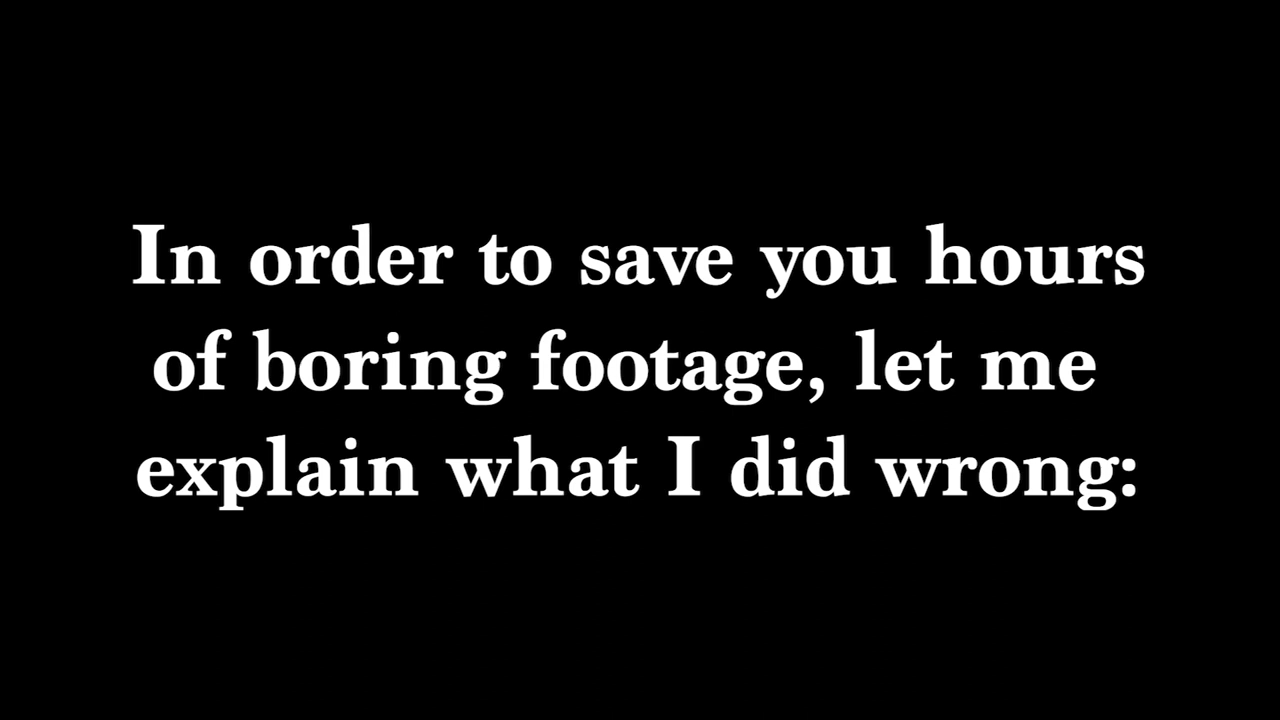 In order to save you hours
of boring footage, let me
explain what I did wrong: